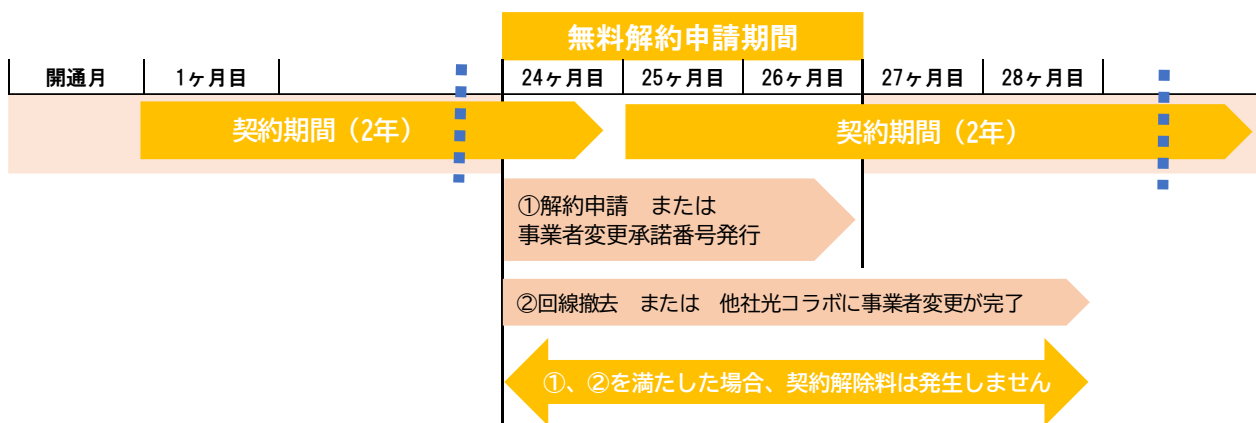 無料解約申請期間
開通月 1ヶ月目 24ヶ月目 25ヶ月目 26ヶ月目 27ヶ月目 28ヶ月目
契約期間（2年） 契約期間（2年）
①解約申請　または
事業者変更承諾番号発行
②回線撤去　または　他社光コラボに事業者変更が完了
①、②を満たした場合、契約解除料は発生しません